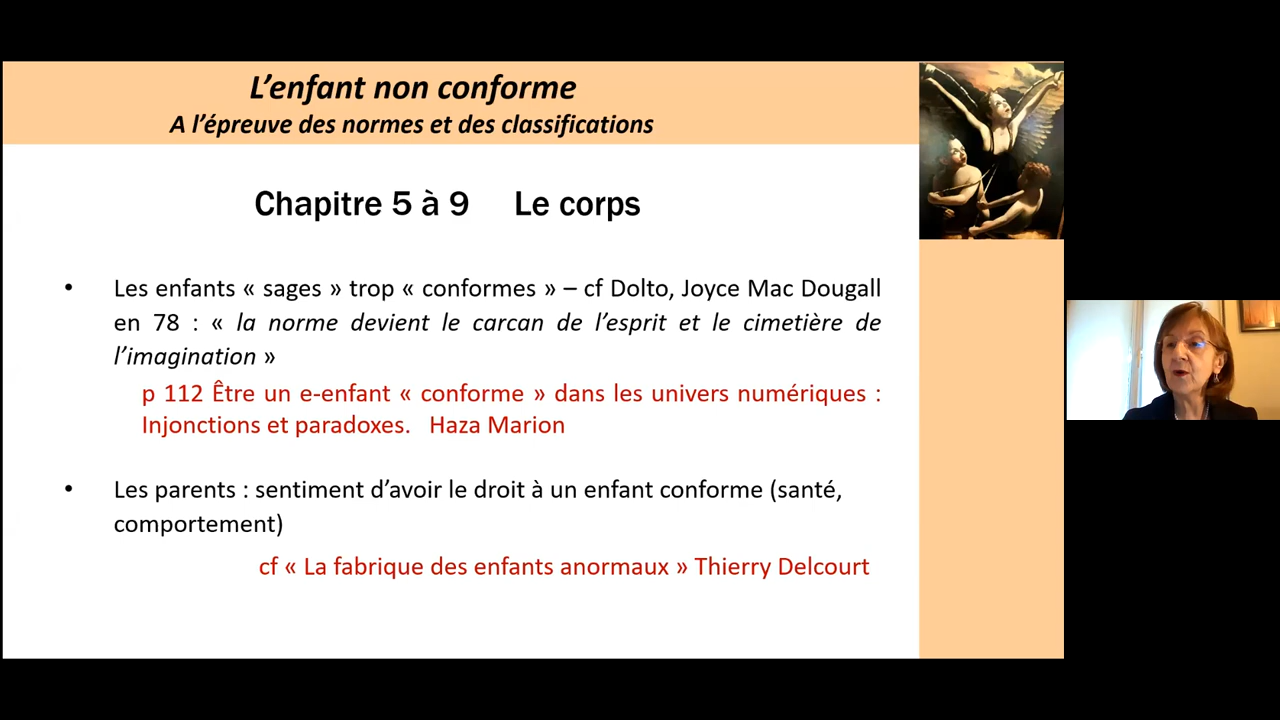 L’enfant non conforme
A l’épreuve des normes et des classifications
Chapitre 5 à 9 Le corps
• Les enfants « sages » trop « conformes » – cf Dolto, Joyce Mac Dougall
en 78 : « la norme devient le carcan de l’esprit et le cimetière de
l’imagination »
p 112 Être un e-enfant « conforme » dans les univers numériques :
Injonctions et paradoxes. Haza Marion
• Les parents : sentiment d’avoir le droit à un enfant conforme (santé,
comportement)
cf « La fabrique des enfants anormaux » Thierry Delcourt